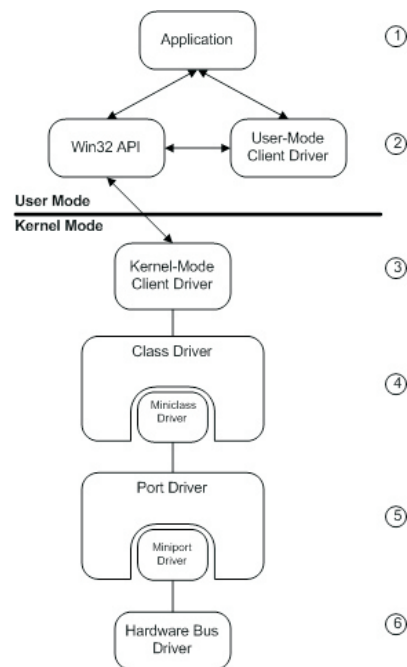 Application
1
Win32 API
User-Mode
Client Driver
2
User Mode
Kernel Mode
Kernel-Mode
Client Driver
3
Class Driver
Miniclass
Driver
4
Port Driver
Miniport
Driver
5
Hardware Bus
Driver
6